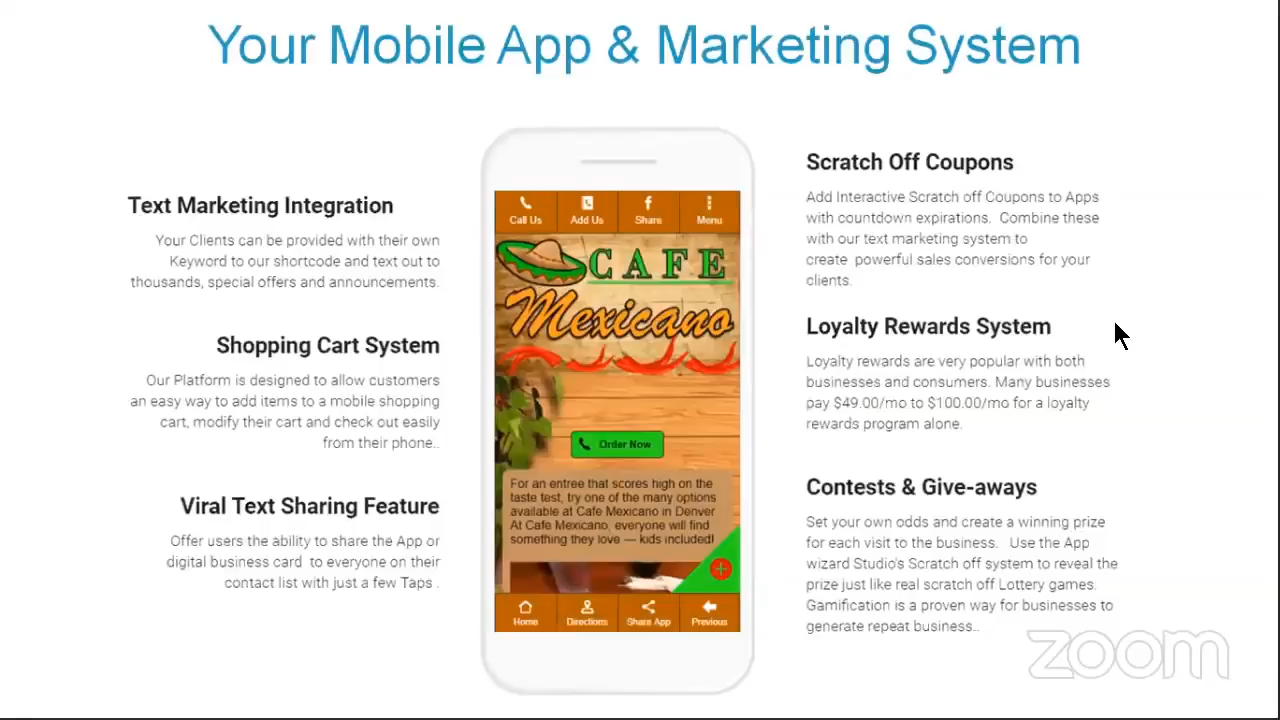 Your Mobile App & Marketing System
Text Marketing Integration
Your Clients can be provided with their own
Keyword to our shortcode and text out to
thousands, special offers and announcements.
Shopping Cart System
Our Platform is designed to allow customers
an easy way to add items to a mobile shopping
cart, modify their cart and check out easily
from their phone..
Viral Text Sharing Feature
Offer users the ability to share the App or
digital business card to everyone on their
contact list with just a few Taps .
Call Us Add Us Share Menu
CAFE
Mexicano
Order Now
For an entree that scores high on the
taste test, try one of the many options
available at Cafe Mexicano in Denver
At Cafe Mexicano, everyone will find
something they love — kids included!
Home Directions Share App Previous
Scratch Off Coupons
Add Interactive Scratch off Coupons to Apps
with countdown expirations. Combine these
with our text marketing system to
create powerful sales conversions for your
clients.
Loyalty Rewards System
Loyalty rewards are very popular with both
businesses and consumers. Many businesses
pay $49.00/mo to $100.00/mo for a loyalty
rewards program alone.
Contests & Give-aways
Set your own odds and create a winning prize
for each visit to the business. Use the App
wizard Studio's Scratch off system to reveal the
prize just like real scratch off Lottery games.
Gamification is a proven way for businesses to
generate repeat business..
zoom